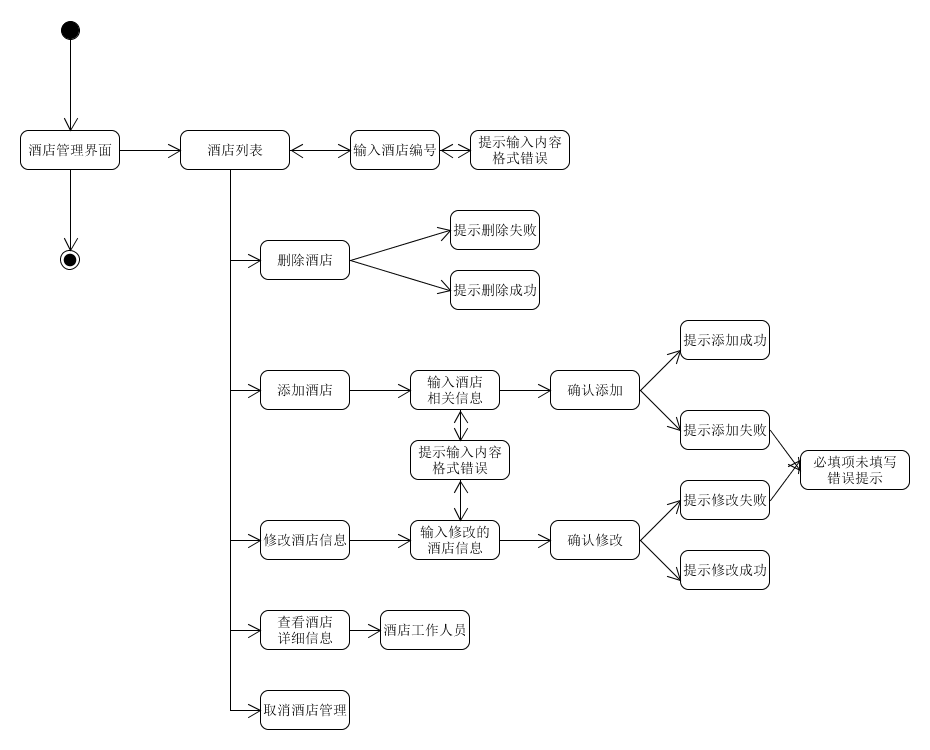 酒店管理界面
酒店列表
输入酒店编号
提示输入内容
格式错误
删除酒店
提示删除失败
提示删除成功
添加酒店
输入酒店
相关信息
确认添加
提示添加成功
提示添加失败
提示输入内容
格式错误
必填项未填写
错误提示
修改酒店信息
输入修改的
酒店信息
确认修改
提示修改失败
提示修改成功
查看酒店
详细信息
酒店工作人员
取消酒店管理